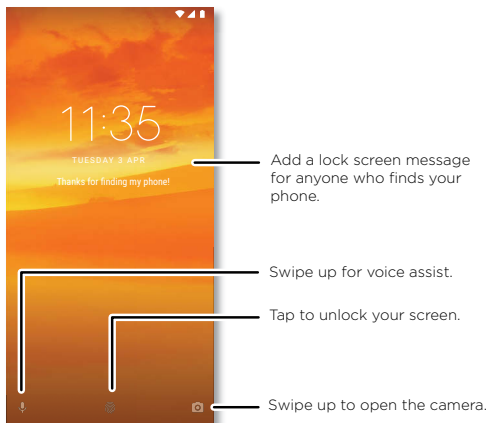 11:35
TUESDAY 3 APR
Thanks for finding my phone!
Add a lock screen message
for anyone who finds your
phone.
Swipe up for voice assist.
Tap to unlock your screen.
Swipe up to open the camera.